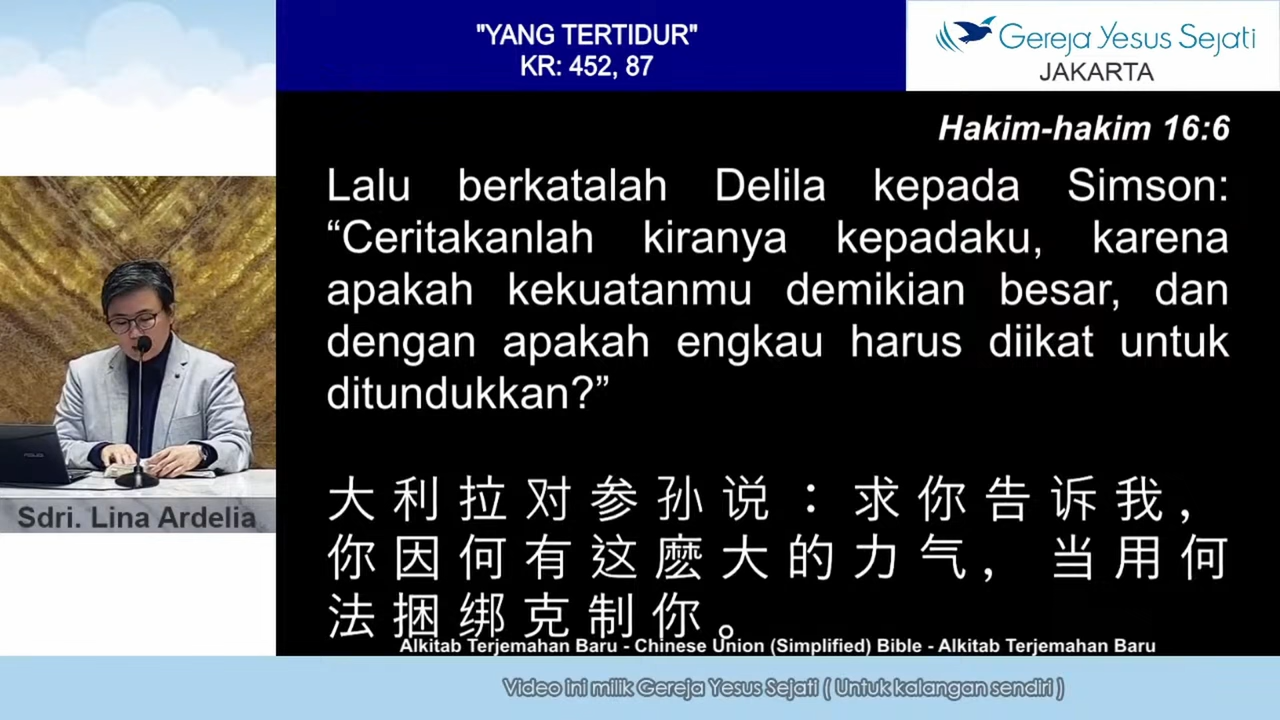 "YANG TERTIDUR"
KR: 452, 87
Gereja Yesus Sejati
JAKARTA
Hakim-hakim 16:6
Lalu berkatalah Delila kepada Simson:
“Ceritakanlah kiranya kepadaku, karena
apakah kekuatanmu demikian besar, dan
dengan apakah engkau harus diikat untuk
ditundukkan?”
大利拉对参孙说：求你告诉我，
你因何有这麽大的力气，当用何
法捆绑克制你。
Alkitab Terjemahan Baru - Chinese Union (Simplified) Bible - Alkitab Terjemahan Baru
ASUS
Sdri. Lina Ardelia
Video ini milik Gereja Yesus Sejati ( Untuk kalangan sendiri )